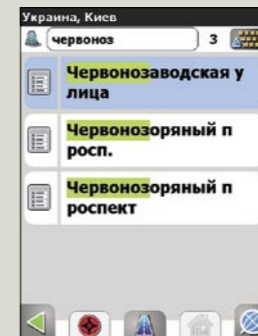 Украина, Киев
червоноз 3
Червонозаводская у
лица
Червонозоряный п
росп.
Червонозоряный п
роспект